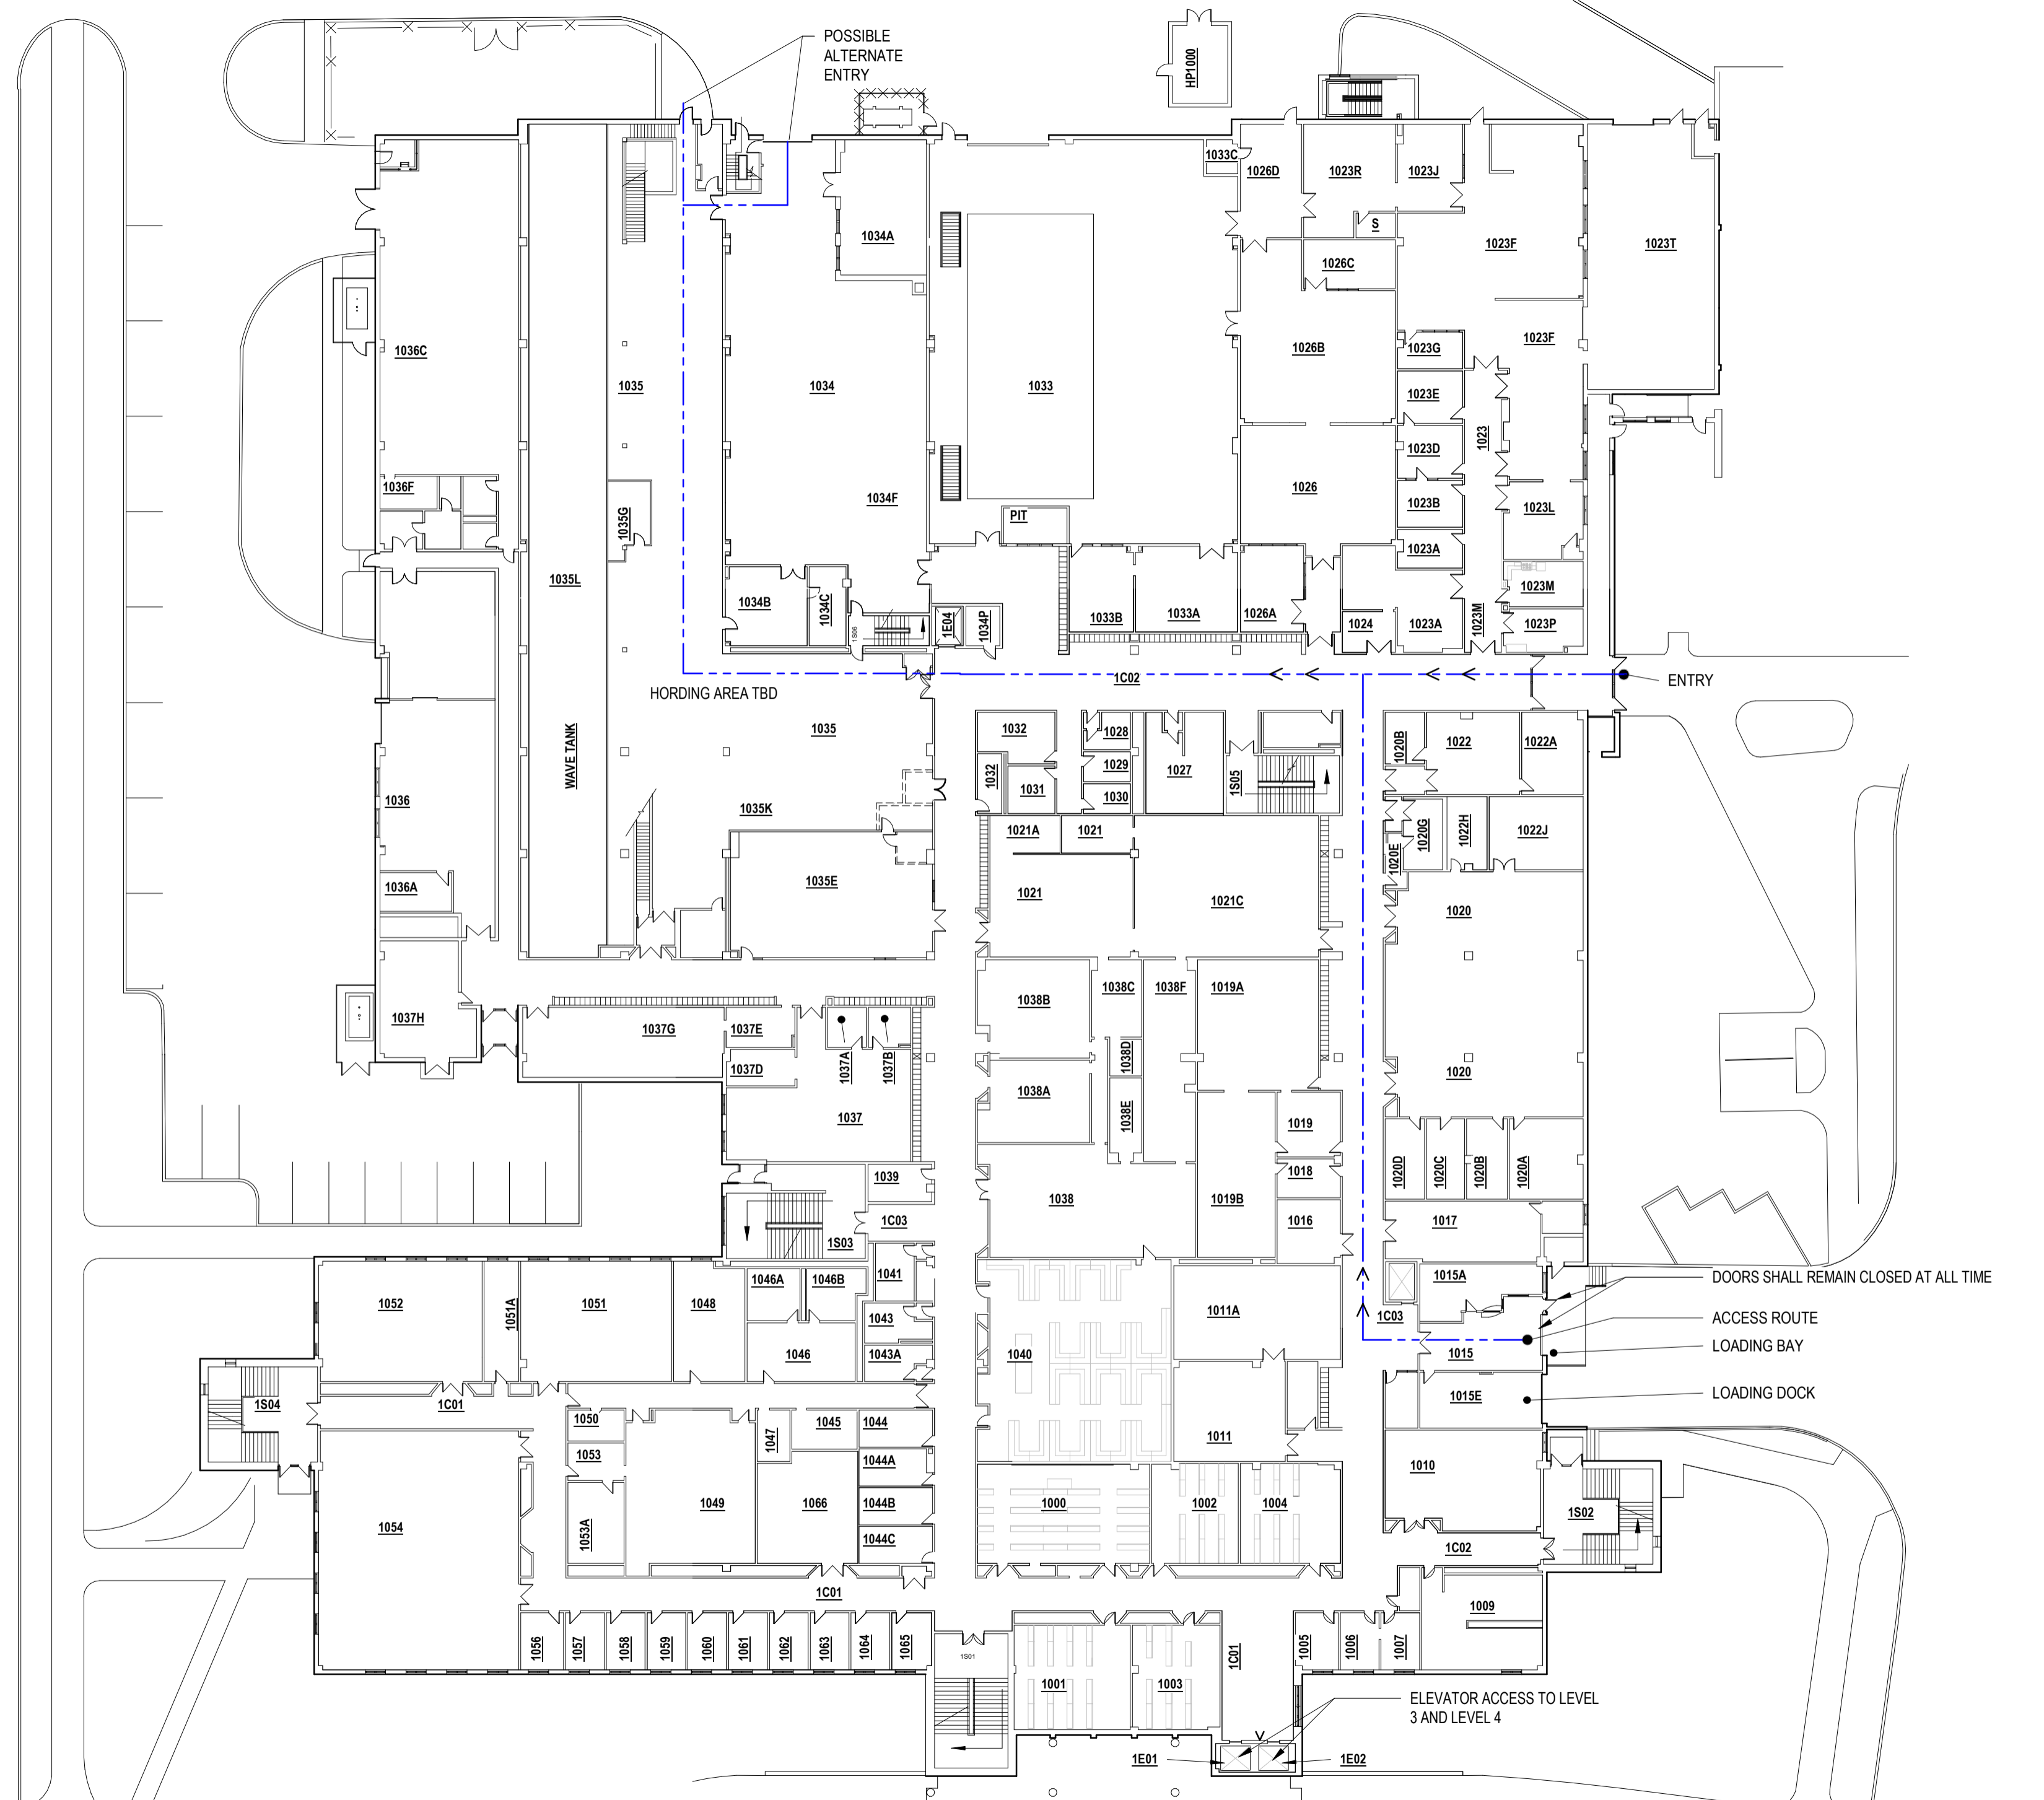 POSSIBLE
ALTERNATE
ENTRY
HP1000
1033C
1026D
1023R
1023J
S
1034A
1023F
1023T
1026C
1036C
1035
1034
1033
1026B
1023G
1023F
1023E
1023
1023D
1036F
1034F
1026
1023B
1023L
1035G
PIT
1023A
1035L
1023M
1034B
1034C
1S06
1E04
1034P
1033B
1033A
1026A
1024
1023A
1023M
1023P
1C02
ENTRY
HORDING AREA TBD
WAVE TANK
1035
1032
1028
1020B
1022
1022A
1032
1029
1027
1S05
1031
1030
1036
1035K
1021A
1021
1020G
1022H
1022J
1020E
1036A
1035E
1021
1021C
1020
1038B
1038C
1038F
1019A
1037H
1037G
1037E
1037D
1037A
1037B
1038D
1020
1038A
1038E
1037
1019
1039
1018
1020D
1020C
1020B
1020A
1038
1019B
1C03
1016
1017
1S03
1041
1015A
DOORS SHALL REMAIN CLOSED AT ALL TIME
1052
1051A
1051
1048
1046A
1046B
1043
1011A
1C03
ACCESS ROUTE
1046
1043A
1040
1015
LOADING BAY
1S04
1C01
1015E
LOADING DOCK
1050
1045
1044
1047
1053
1044A
1011
1010
1054
1053A
1049
1066
1044B
1044C
1000
1002
1004
1S02
1C02
1C01
1009
1056
1057
1058
1059
1060
1061
1062
1063
1064
1065
1S01
1001
1003
1C01
1005
1006
1007
ELEVATOR ACCESS TO LEVEL
3 AND LEVEL 4
1E01
1E02